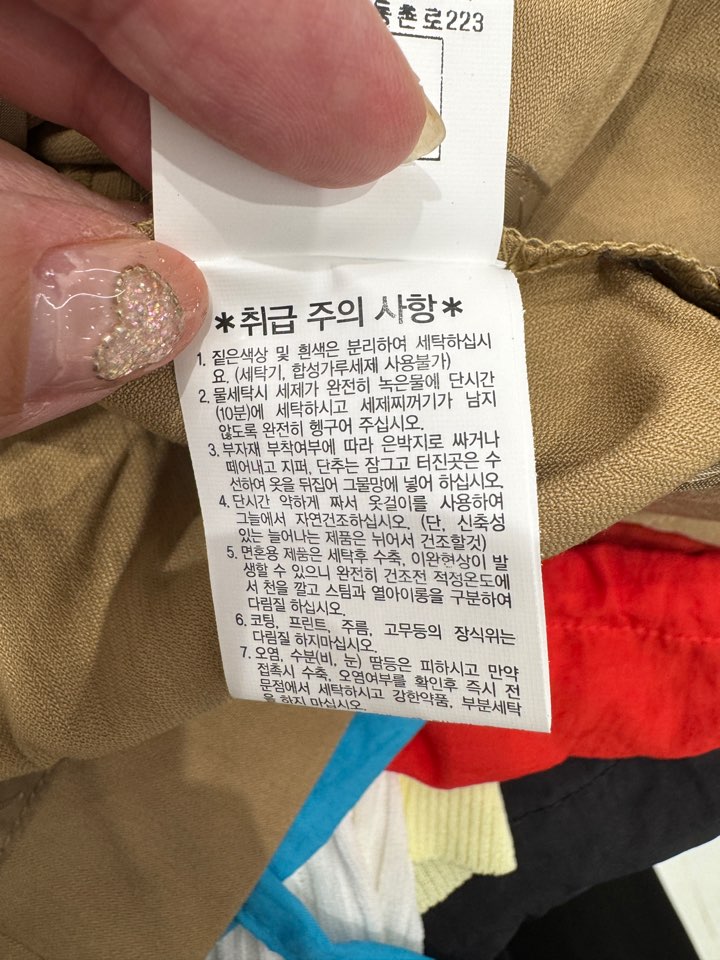 동촌로223
*취급 주의 사항*
1. 짙은색상 및 흰색은 분리하여 세탁하십시
요. (세탁기, 합성가루세제 사용불가)
2. 물세탁시 세제가 완전히 녹은물에 단시간
(10분)에 세탁하시고 세제찌꺼기가 남지
않도록 완전히 헹구어 주십시오.
3. 부자재 부착여부에 따라 은박지로 싸거나
떼어내고 지퍼, 단추는 잠그고 터진곳은 수
선하여 옷을 뒤집어 그물망에 넣어 하십시오.
4. 단시간 약하게 짜서 옷걸이를 사용하여
그늘에서 자연건조하십시오. (단, 신축성
있는 늘어나는 제품은 뉘어서 건조할것)
5. 면혼용 제품은 세탁후 수축, 이완현상이 발
생할 수 있으니 완전히 건조전 적정온도에
서 천을 깔고 스팀과 열아이롱을 구분하여
다림질 하십시오.
6. 코팅, 프린트, 주름, 고무등의 장식위는
다림질 하지마십시오.
7. 오염, 수분(비, 눈) 땀등은 피하시고 만약
접촉시 수축, 오염여부를 확인후 즉시 전
문점에서 세탁하시고 강한약품, 부분세탁
을 하지 마십시오.